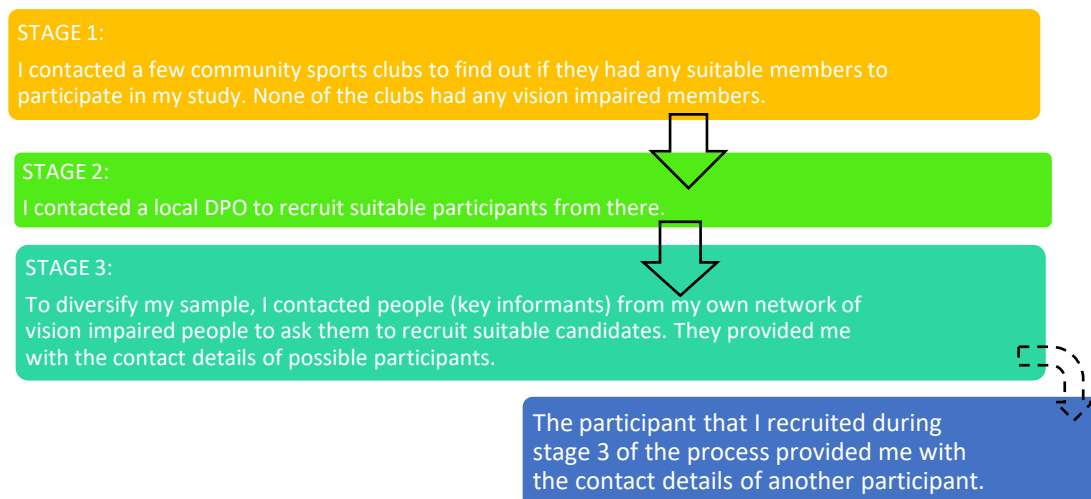 STAGE 1:
I contacted a few community sports clubs to find out if they had any suitable members to
participate in my study. None of the clubs had any vision impaired members.
STAGE 2:
I contacted a local DPO to recruit suitable participants from there.
STAGE 3:
To diversify my sample, I contacted people (key informants) from my own network of
vision impaired people to ask them to recruit suitable candidates. They provided me
with the contact details of possible participants.
The participant that I recruited during
stage 3 of the process provided me with
the contact details of another participant.